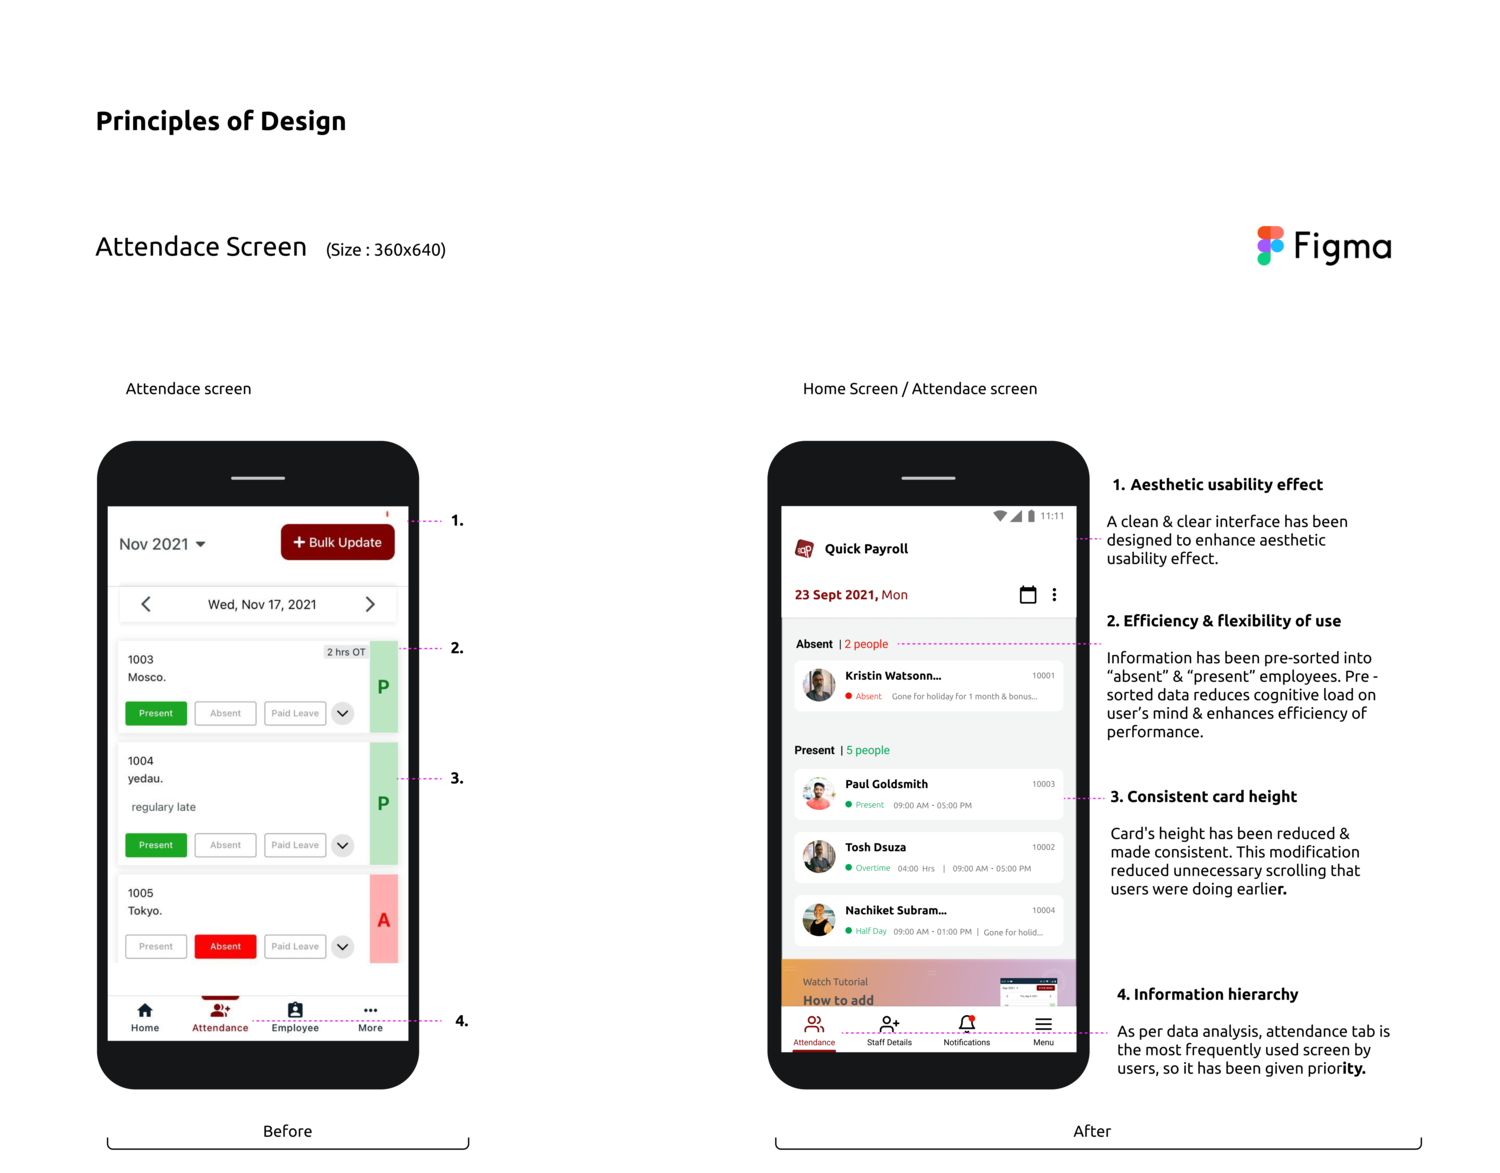 Principles of Design
Attendace Screen (Size : 360x640)
Figma
Attendace screen
Nov 2021
+ Bulk Update
Wed, Nov 17, 2021
1003
2 hrs OT
Mosco.
P
Present Absent Paid Leave
1004
yedau.
regulary late
P
Present Absent Paid Leave
1005
Tokyo.
A
Present Absent Paid Leave
Home Attendance Employee More
1.
2.
3.
4.
Before
Home Screen / Attendace screen
11:11
Quick Payroll
23 Sept 2021, Mon
Absent | 2 people
Kristin Watsonn... 10001
Absent Gone for holiday for 1 month & bonus...
Present | 5 people
Paul Goldsmith 10003
Present 09:00 AM - 05:00 PM
Tosh Dsuza 10002
Overtime 04:00 Hrs | 09:00 AM - 05:00 PM
Nachiket Subram... 10004
Half Day 09:00 AM - 01:00 PM | Gone for holid...
Watch Tutorial
How to add
Attendance Staff Details Notifications Menu
1. Aesthetic usability effect
A clean & clear interface has been
designed to enhance aesthetic
usability effect.
2. Efficiency & flexibility of use
Information has been pre-sorted into
“absent” & “present” employees. Pre -
sorted data reduces cognitive load on
user’s mind & enhances efficiency of
performance.
3. Consistent card height
Card's height has been reduced &
made consistent. This modification
reduced unnecessary scrolling that
users were doing earlier.
4. Information hierarchy
As per data analysis, attendance tab is
the most frequently used screen by
users, so it has been given priority.
After